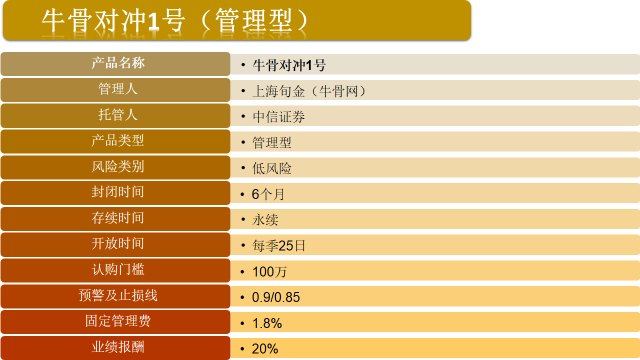 牛骨对冲1号（管理型）
产品名称 • 牛骨对冲1号
管理人 • 上海旬金（牛骨网）
托管人 • 中信证券
产品类型 • 管理型
风险类别 • 低风险
封闭时间 • 6个月
存续时间 • 永续
开放时间 • 每季25日
认购门槛 • 100万
预警及止损线 • 0.9/0.85
固定管理费 • 1.8%
业绩报酬 • 20%